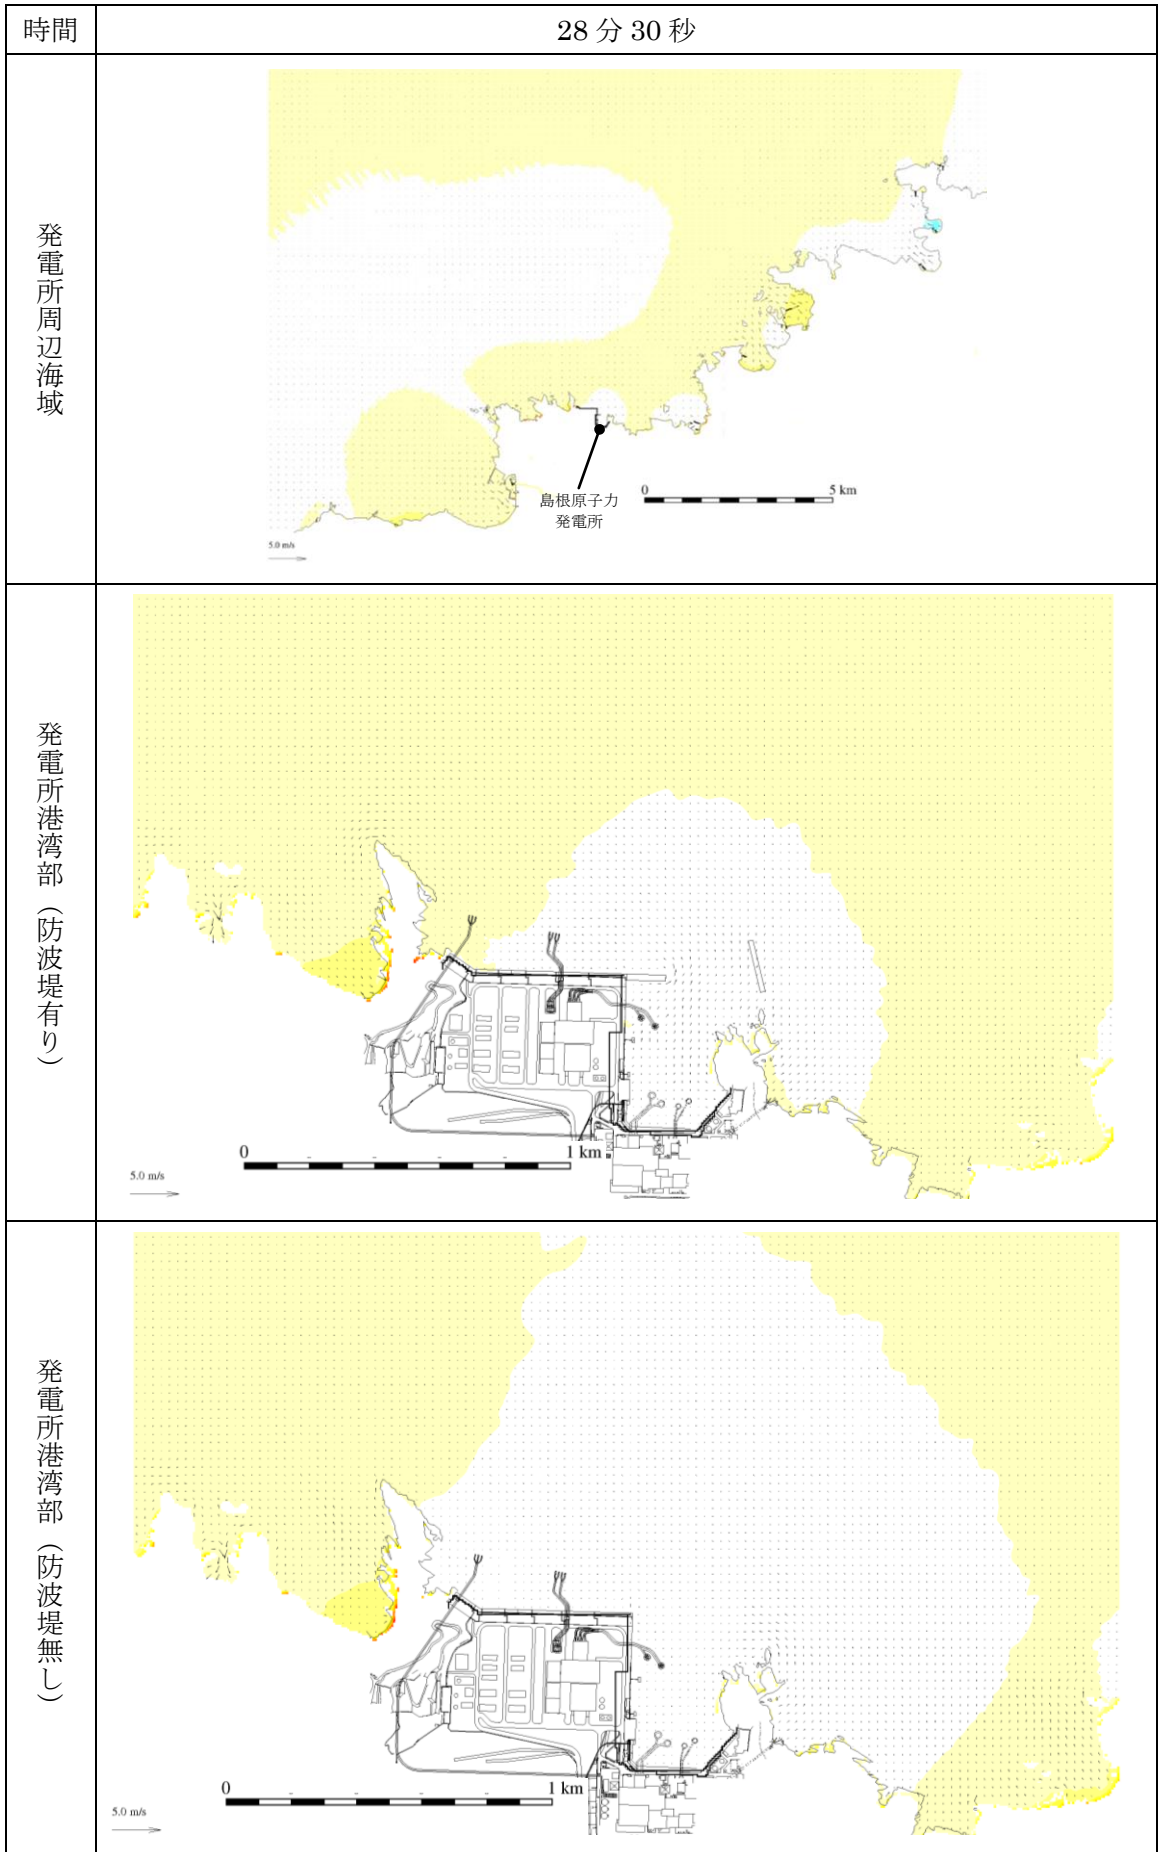 時間
28分30秒
発電所周辺海域
島根原子力
発電所
0
5 km
5.0 m/s
発電所港湾部（防波堤有り）
0
1 km
5.0 m/s
発電所港湾部（防波堤無し）
0
1 km
5.0 m/s